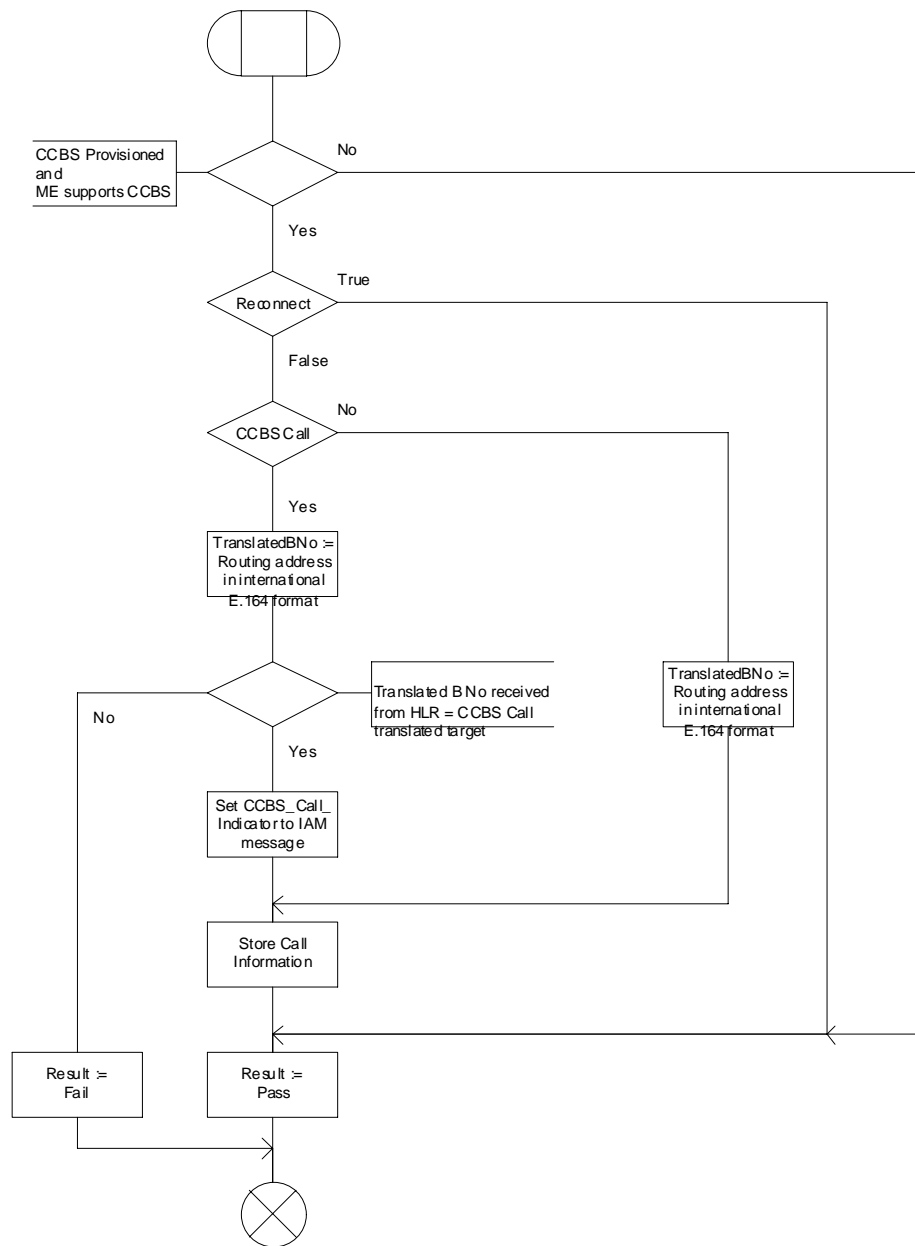 CCBS Provisioned
and
ME supports CCBS
No
Yes
True
Reconnect
False
No
CCBS Call
Yes
TranslatedBNo :=
Routing address
in international
E.164 format
Translated BNo received
from HLR = CCBS Call
translated target
TranslatedBNo :=
Routing address
in international
E.164 format
No
Yes
Set CCBS_Call_
Indicator to IAM
message
Store Call
Information
Result :=
Fail
Result :=
Pass